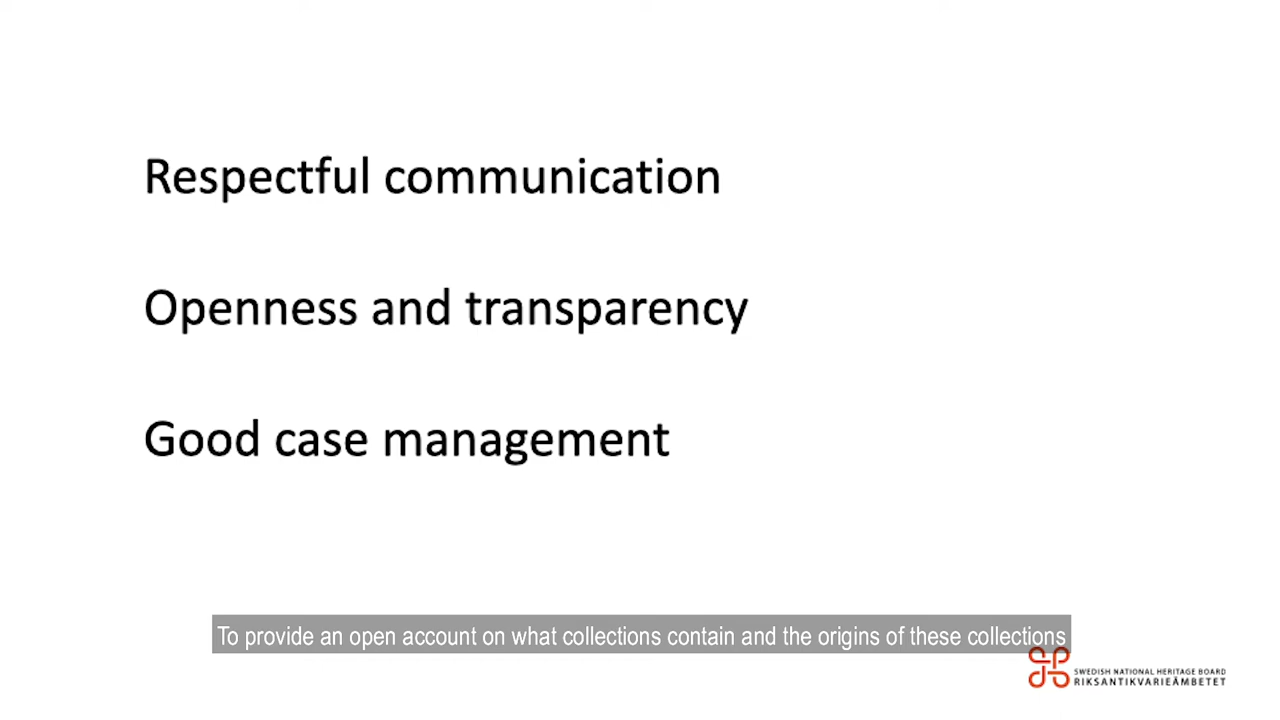 Respectful communication
Openness and transparency
Good case management
To provide an open account on what collections contain and the origins of these collections
SWEDISH NATIONAL HERITAGE BOARD
RIKSANTIKVARIEÄMBETET